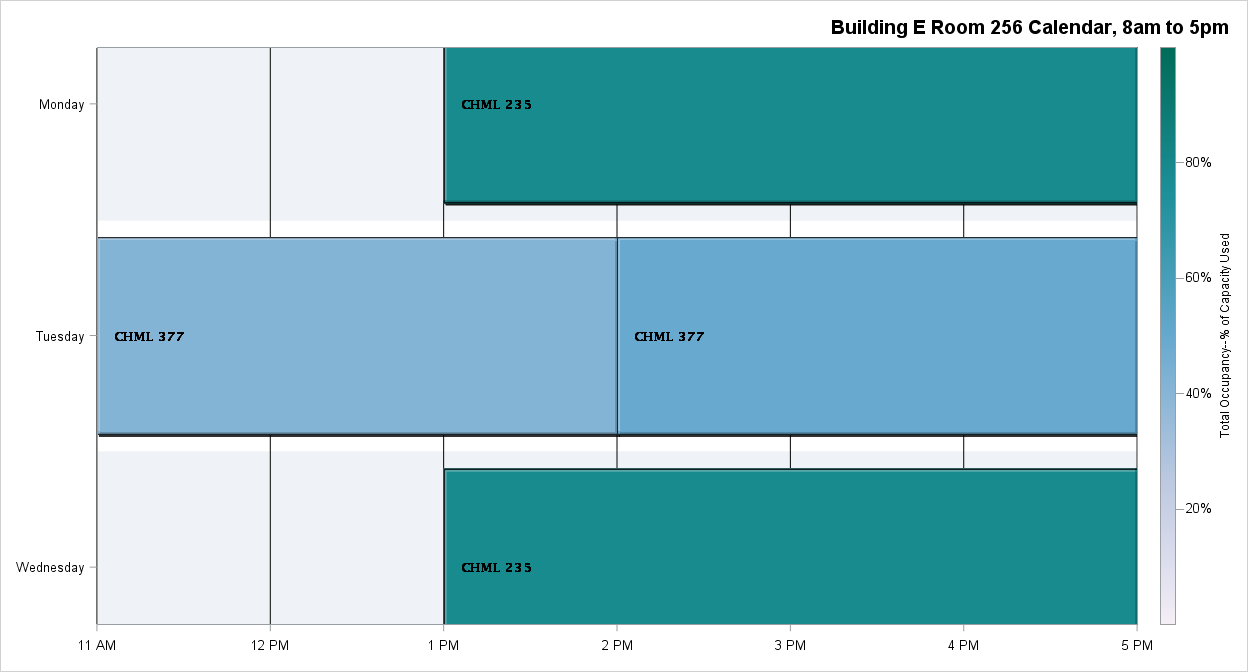 Building E Room 256 Calendar, 8am to 5pm
Monday
CHML 235
80%
60%
Total Occupancy--% of Capacity Used
Tuesday
CHML 377
CHML 377
40%
20%
Wednesday
CHML 235
11 AM
12 PM
1 PM
2 PM
3 PM
4 PM
5 PM